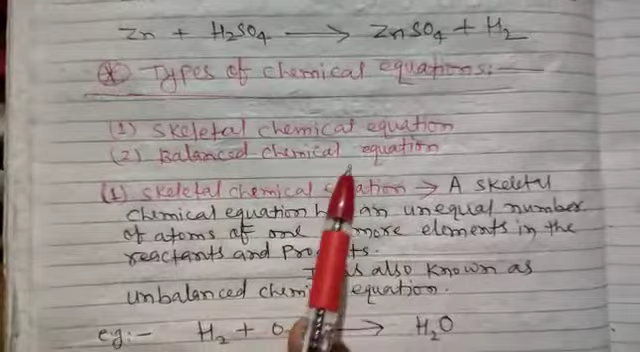 Zn + H2SO4 → ZnSO4 + H2
Types of chemical equations:-
(1) Skeletal chemical equation
(2) Balanced chemical equation
(1) Skeletal chemical → A skeletal
chemical equation an unequal number
of atoms of one more elements in the
reactants and
is also known as
unbalanced equation.
eg:- H2 + → H2O